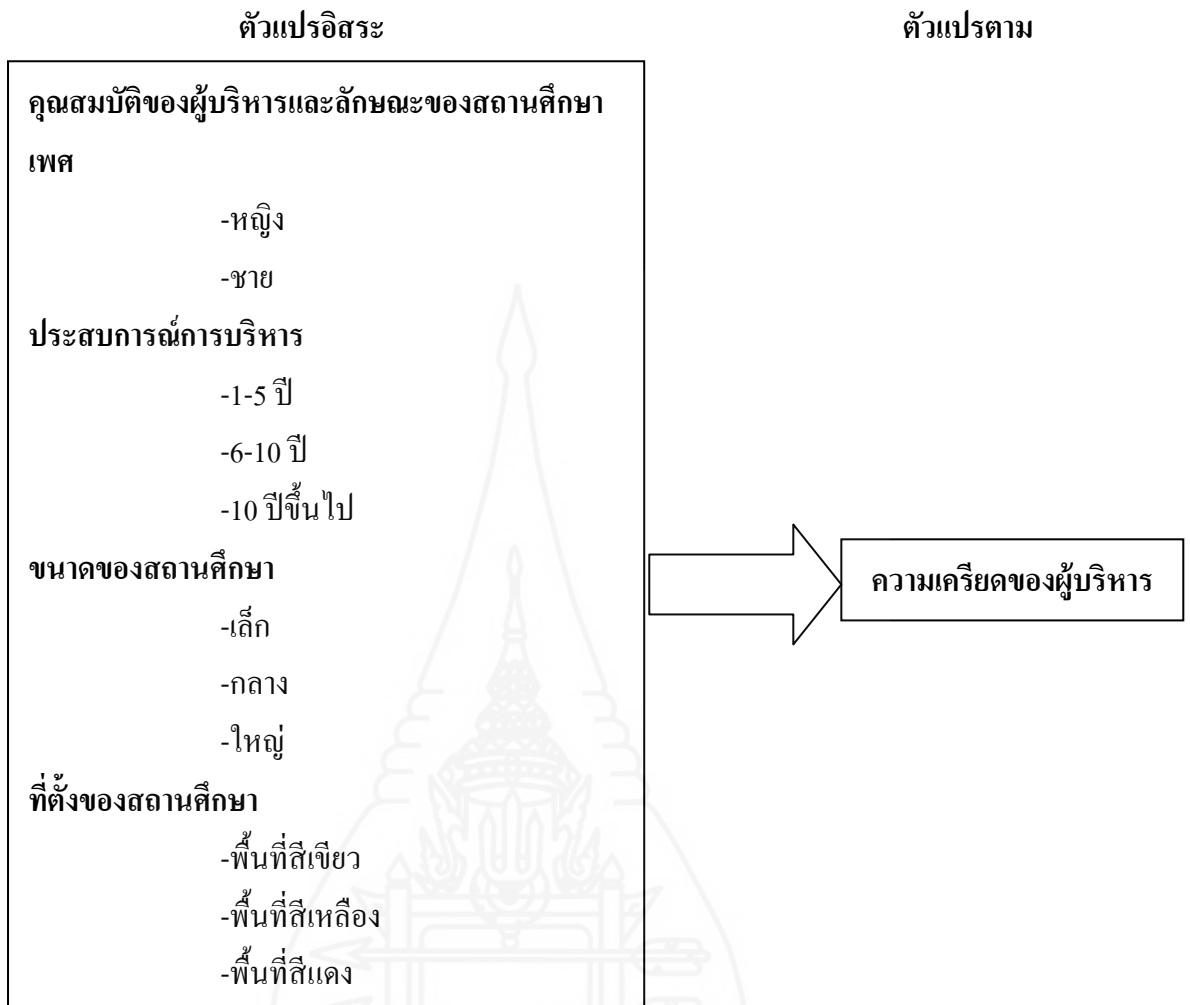 ตัวแปรอิสระ
ตัวแปรตาม
คุณสมบัติของผู้บริหารและลักษณะของสถานศึกษา
เพศ
-หญิง
-ชาย
ประสบการณ์การบริหาร
-1-5 ปี
-6-10 ปี
-10 ปีขึ้นไป
ขนาดของสถานศึกษา
-เล็ก
-กลาง
-ใหญ่
ที่ตั้งของสถานศึกษา
-พื้นที่สีเขียว
-พื้นที่สีเหลือง
-พื้นที่สีแดง
ความเครียดของผู้บริหาร